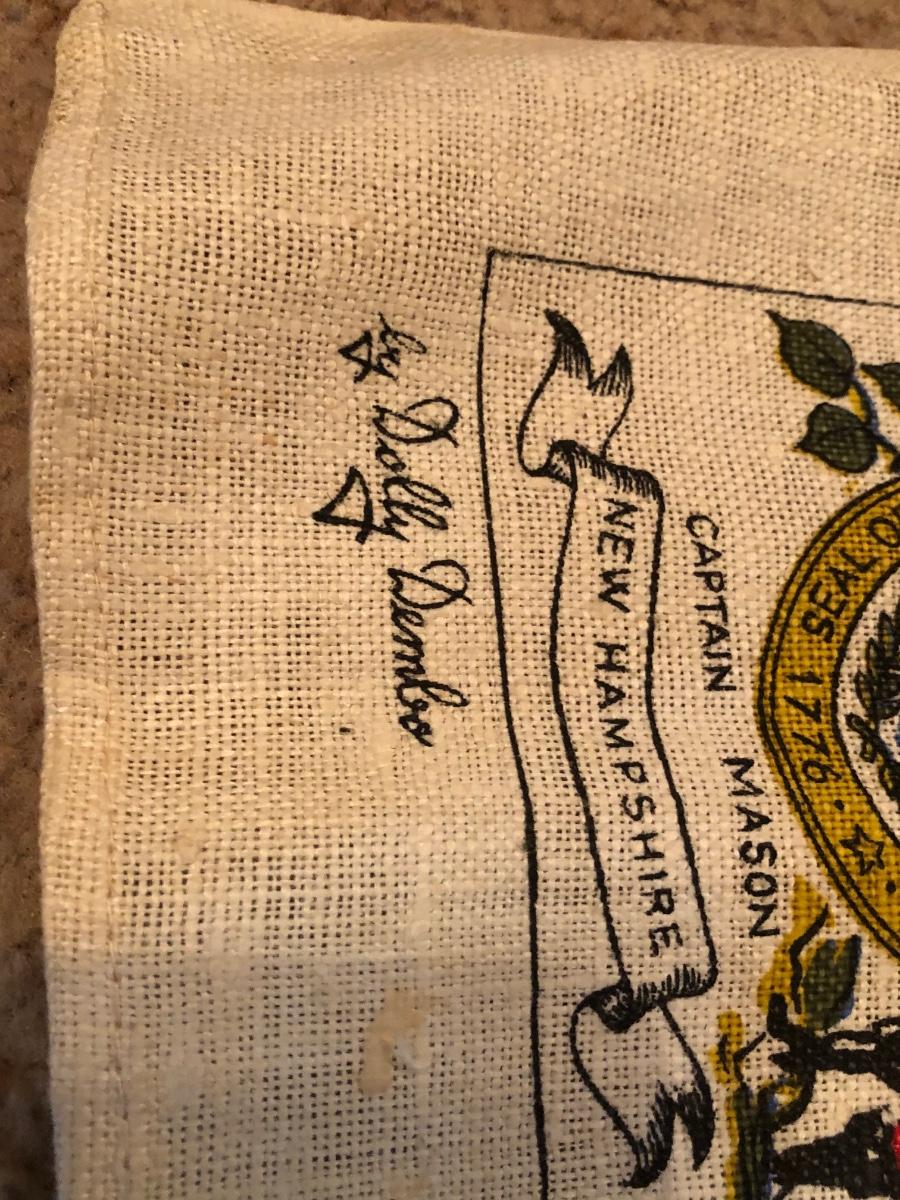 1776 SEAL O
CAPTAIN MASON
NEW HAMPSHIRE
by Dolly Dembo